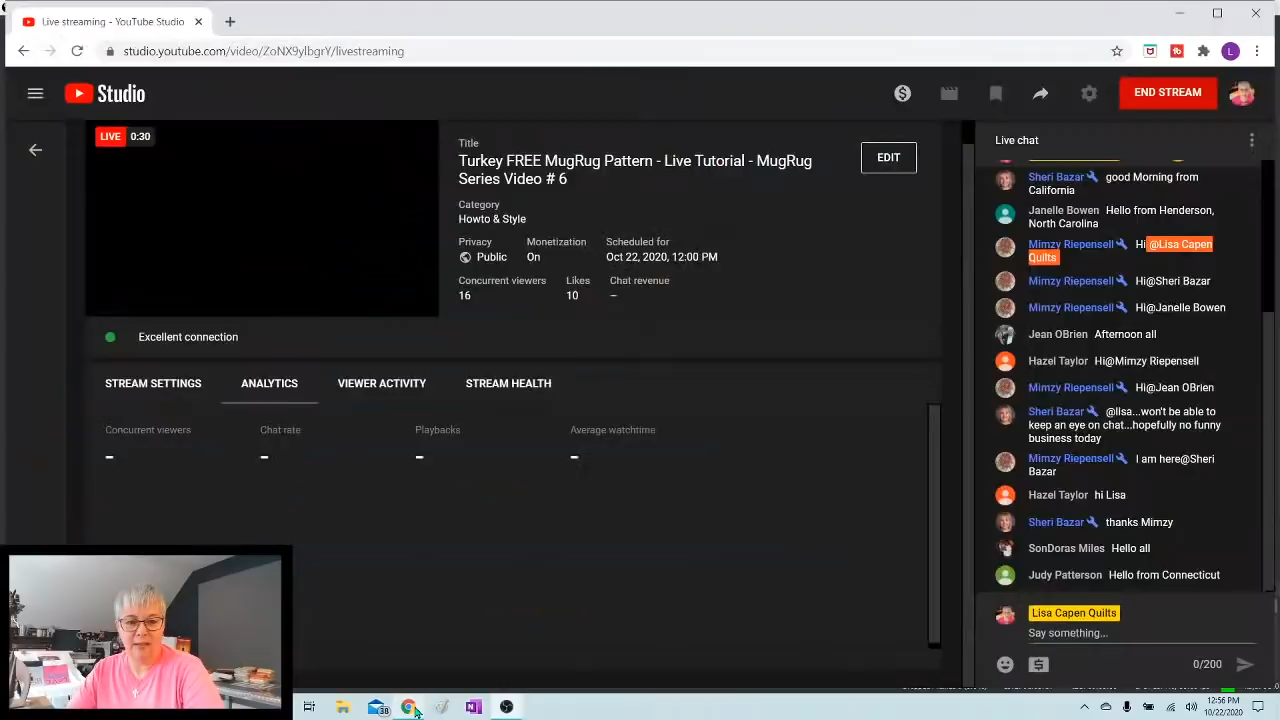 Live streaming - YouTube Studio
studio.youtube.com/video/ZoNX9ylbgrY/livestreaming
L
Studio
END STREAM
LIVE 0:30
Title
Turkey FREE MugRug Pattern - Live Tutorial - MugRug
Series Video # 6
EDIT
Category
Howto & Style
Privacy Monetization Scheduled for
Public On Oct 22, 2020, 12:00 PM
Concurrent viewers Likes Chat revenue
16 10 –
Excellent connection
STREAM SETTINGS ANALYTICS VIEWER ACTIVITY STREAM HEALTH
Concurrent viewers Chat rate Playbacks Average watchtime
– – – –
Live chat
Sheri Bazar good Morning from
California
Janelle Bowen Hello from Henderson,
North Carolina
Mimzy Riepensell Hi @Lisa Capen
Quilts
Mimzy Riepensell Hi@Sheri Bazar
Mimzy Riepensell Hi@Janelle Bowen
Jean OBrien Afternoon all
Hazel Taylor Hi@Mimzy Riepensell
Mimzy Riepensell Hi@Jean OBrien
Sheri Bazar @lIsa...won't be able to
keep an eye on chat...hopefully no funny
business today
Mimzy Riepensell I am here@Sheri
Bazar
Hazel Taylor hi Lisa
Sheri Bazar thanks Mimzy
SonDoras Miles Hello all
Judy Patterson Hello from Connecticut
Lisa Capen Quilts
Say something...
0/200
38
12:56 PM
10/22/2020